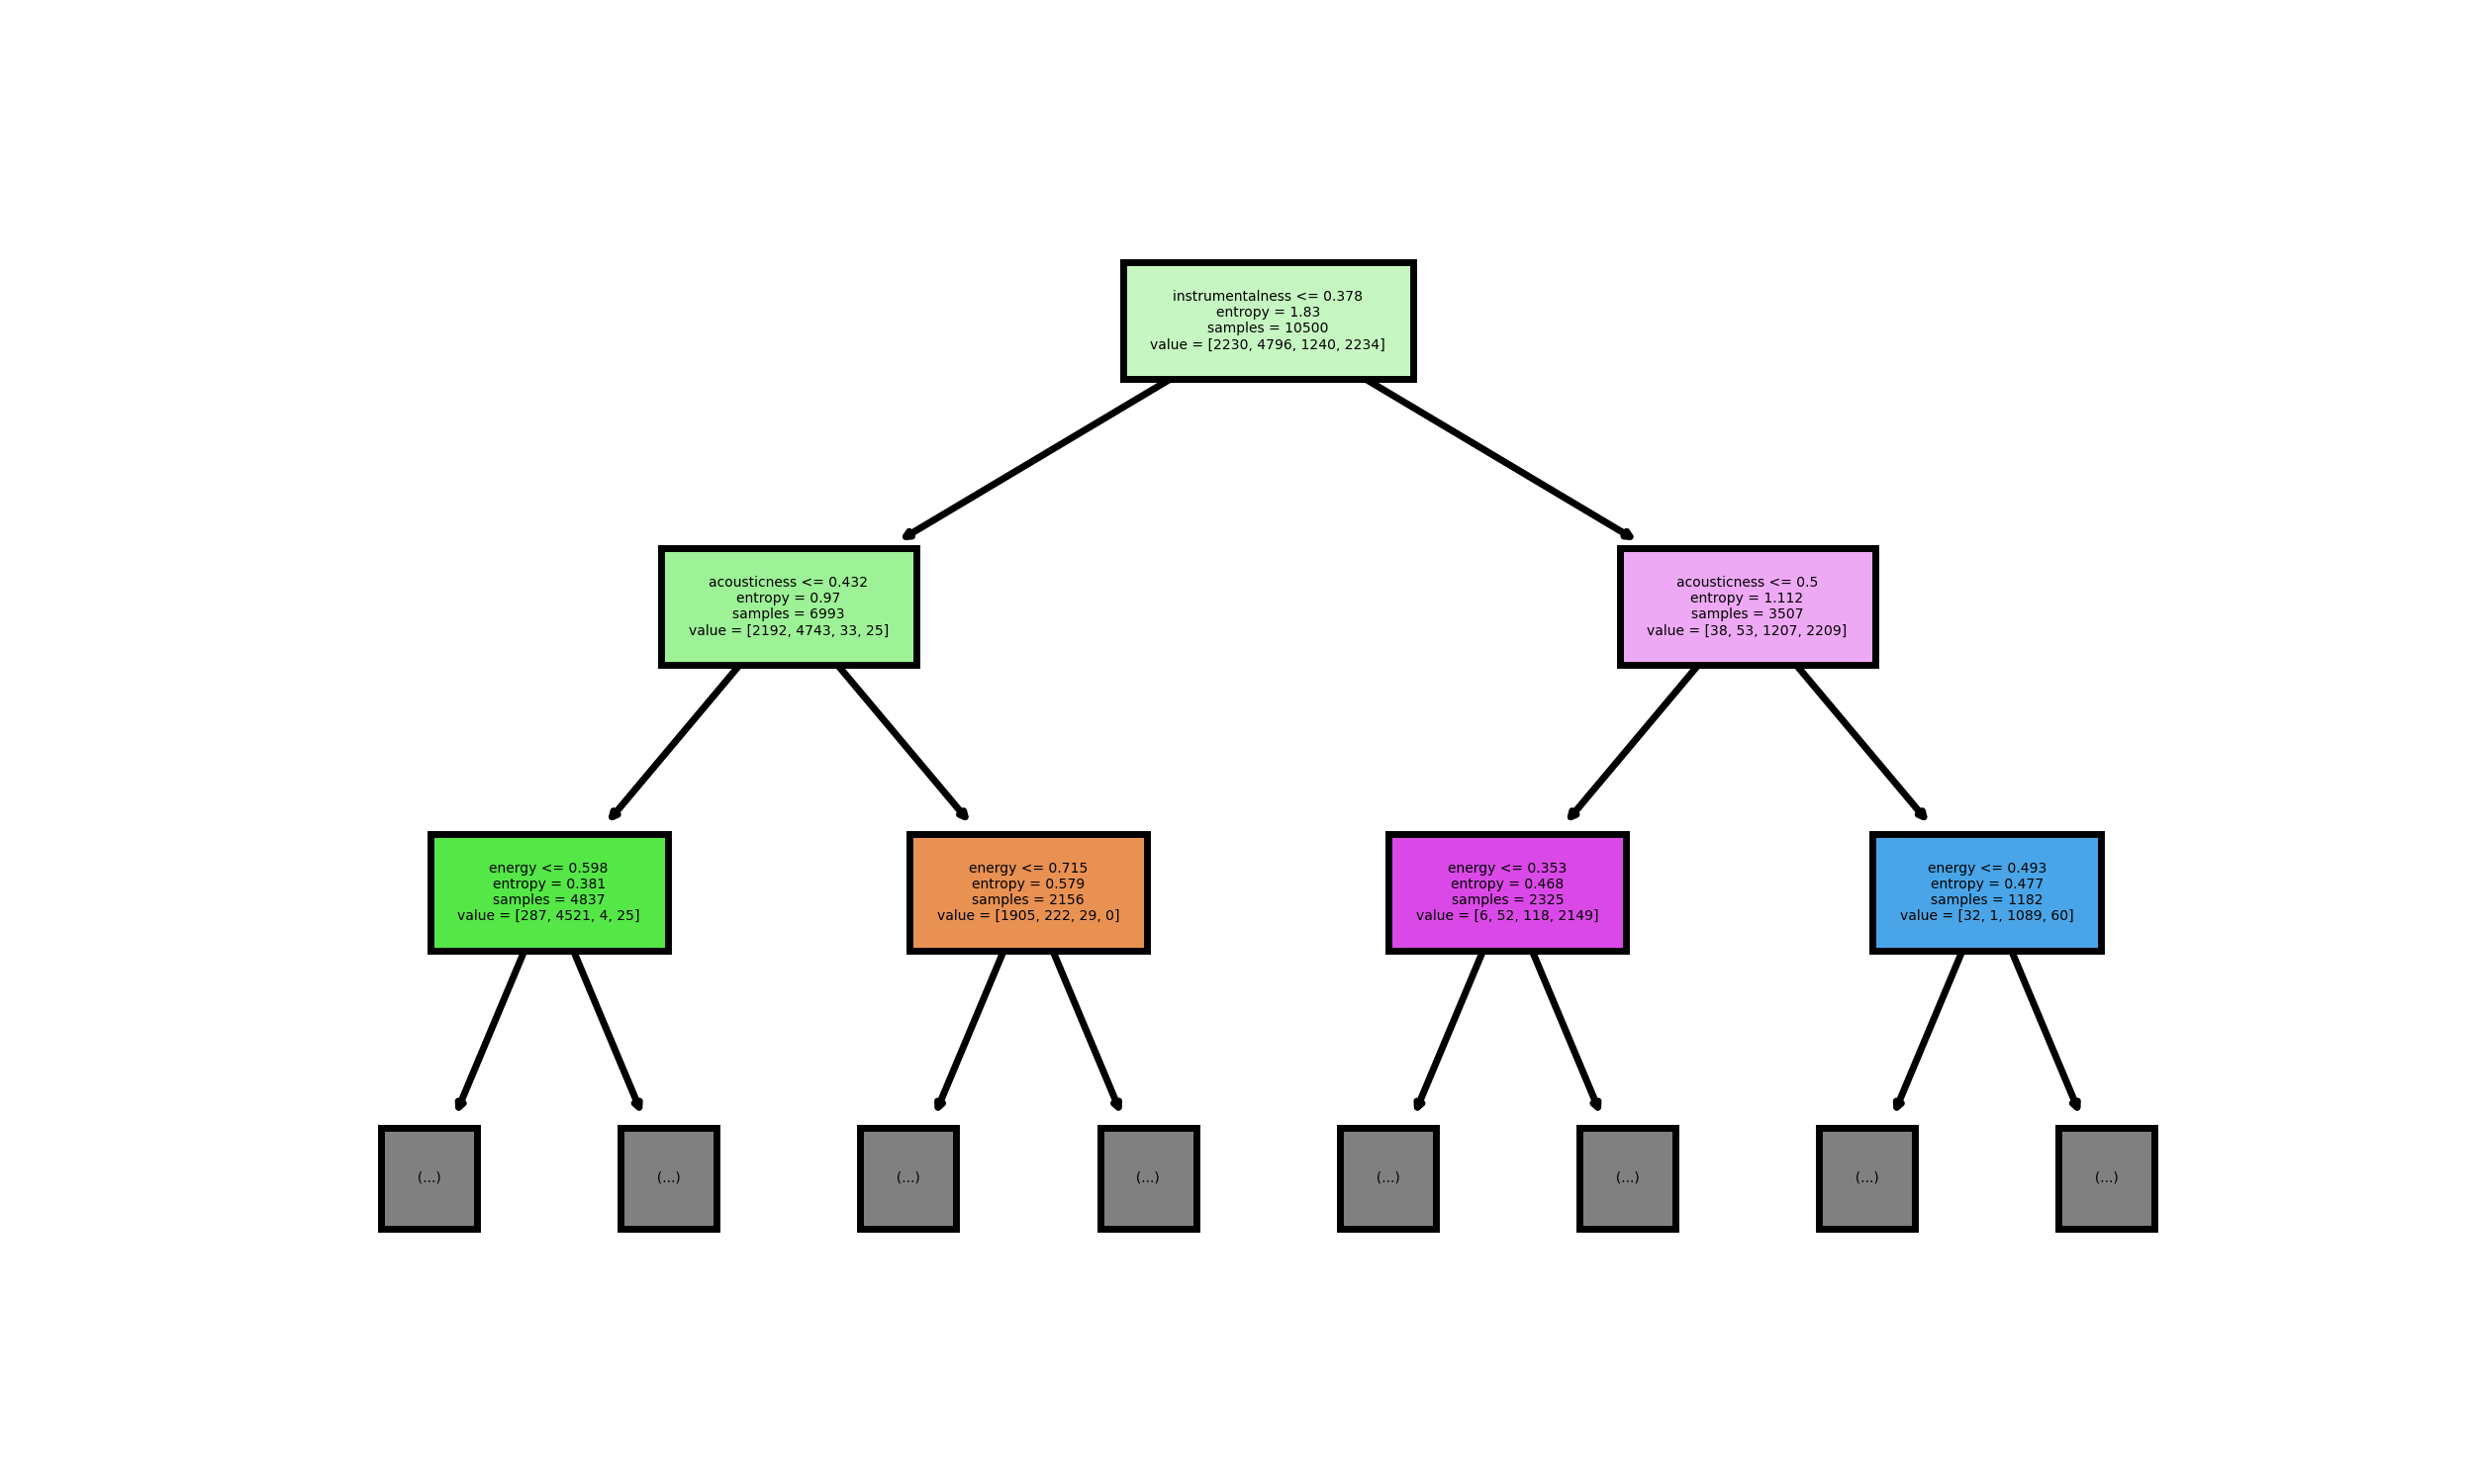 instrumentalness <= 0.378
entropy = 1.83
samples = 10500
value = [2230, 4796, 1240, 2234]
acousticness <= 0.432
entropy = 0.97
samples = 6993
value = [2192, 4743, 33, 25]
acousticness <= 0.5
entropy = 1.112
samples = 3507
value = [38, 53, 1207, 2209]
energy <= 0.598
entropy = 0.381
samples = 4837
value = [287, 4521, 4, 25]
energy <= 0.715
entropy = 0.579
samples = 2156
value = [1905, 222, 29, 0]
energy <= 0.353
entropy = 0.468
samples = 2325
value = [6, 52, 118, 2149]
energy <= 0.493
entropy = 0.477
samples = 1182
value = [32, 1, 1089, 60]
(...)
(...)
(...)
(...)
(...)
(...)
(...)
(...)